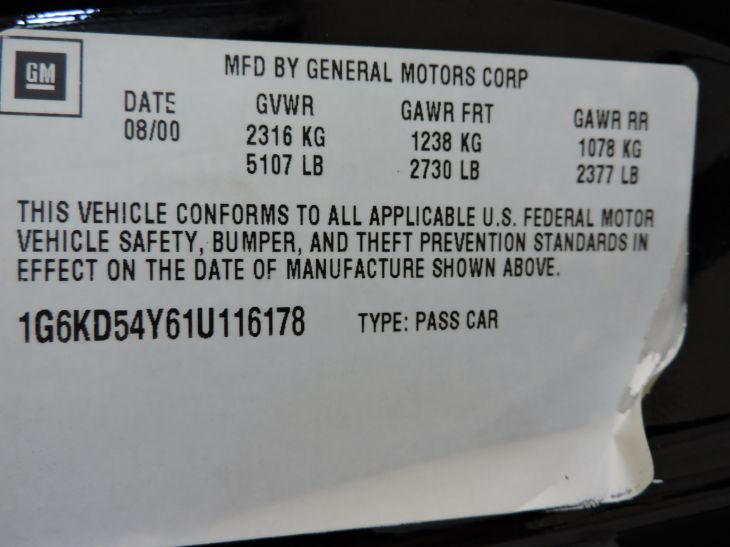 GM
MFD BY GENERAL MOTORS CORP
DATE GVWR GAWR FRT GAWR RR
08/00 2316 KG 1238 KG 1078 KG
5107 LB 2730 LB 2377 LB
THIS VEHICLE CONFORMS TO ALL APPLICABLE U.S. FEDERAL MOTOR
VEHICLE SAFETY, BUMPER, AND THEFT PREVENTION STANDARDS IN
EFFECT ON THE DATE OF MANUFACTURE SHOWN ABOVE.
1G6KD54Y61U116178 TYPE: PASS CAR